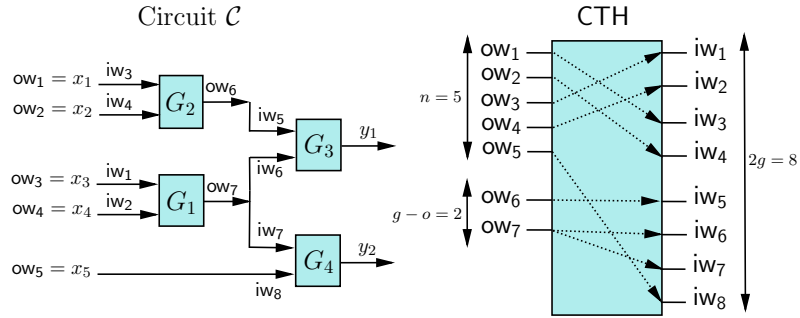 Circuit 𝒞
ow₁ = x₁
iw₃
ow₂ = x₂
iw₄
G₂
ow₆
iw₅
G₃
y₁
iw₆
ow₃ = x₃
iw₁
ow₄ = x₄
iw₂
G₁
ow₇
iw₇
G₄
y₂
ow₅ = x₅
iw₈
CTH
n = 5
ow₁
ow₂
ow₃
ow₄
ow₅
g − o = 2
ow₆
ow₇
iw₁
iw₂
iw₃
iw₄
iw₅
iw₆
iw₇
iw₈
2g = 8